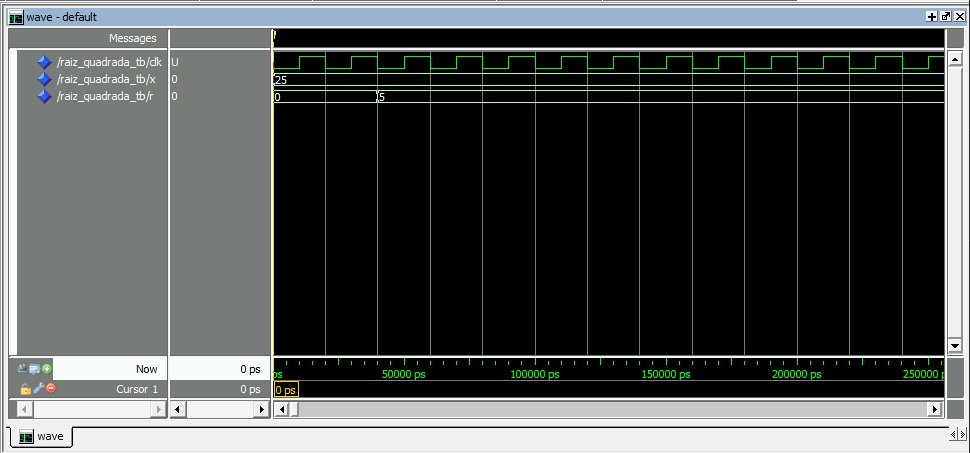 wave - default
Messages
/raiz_quadrada_tb/clk U
/raiz_quadrada_tb/x 0 25
/raiz_quadrada_tb/r 0 0 5
Now 0 ps ps 50000 ps 100000 ps 150000 ps 200000 ps 250000 p
Cursor 1 0 ps 0 ps
wave